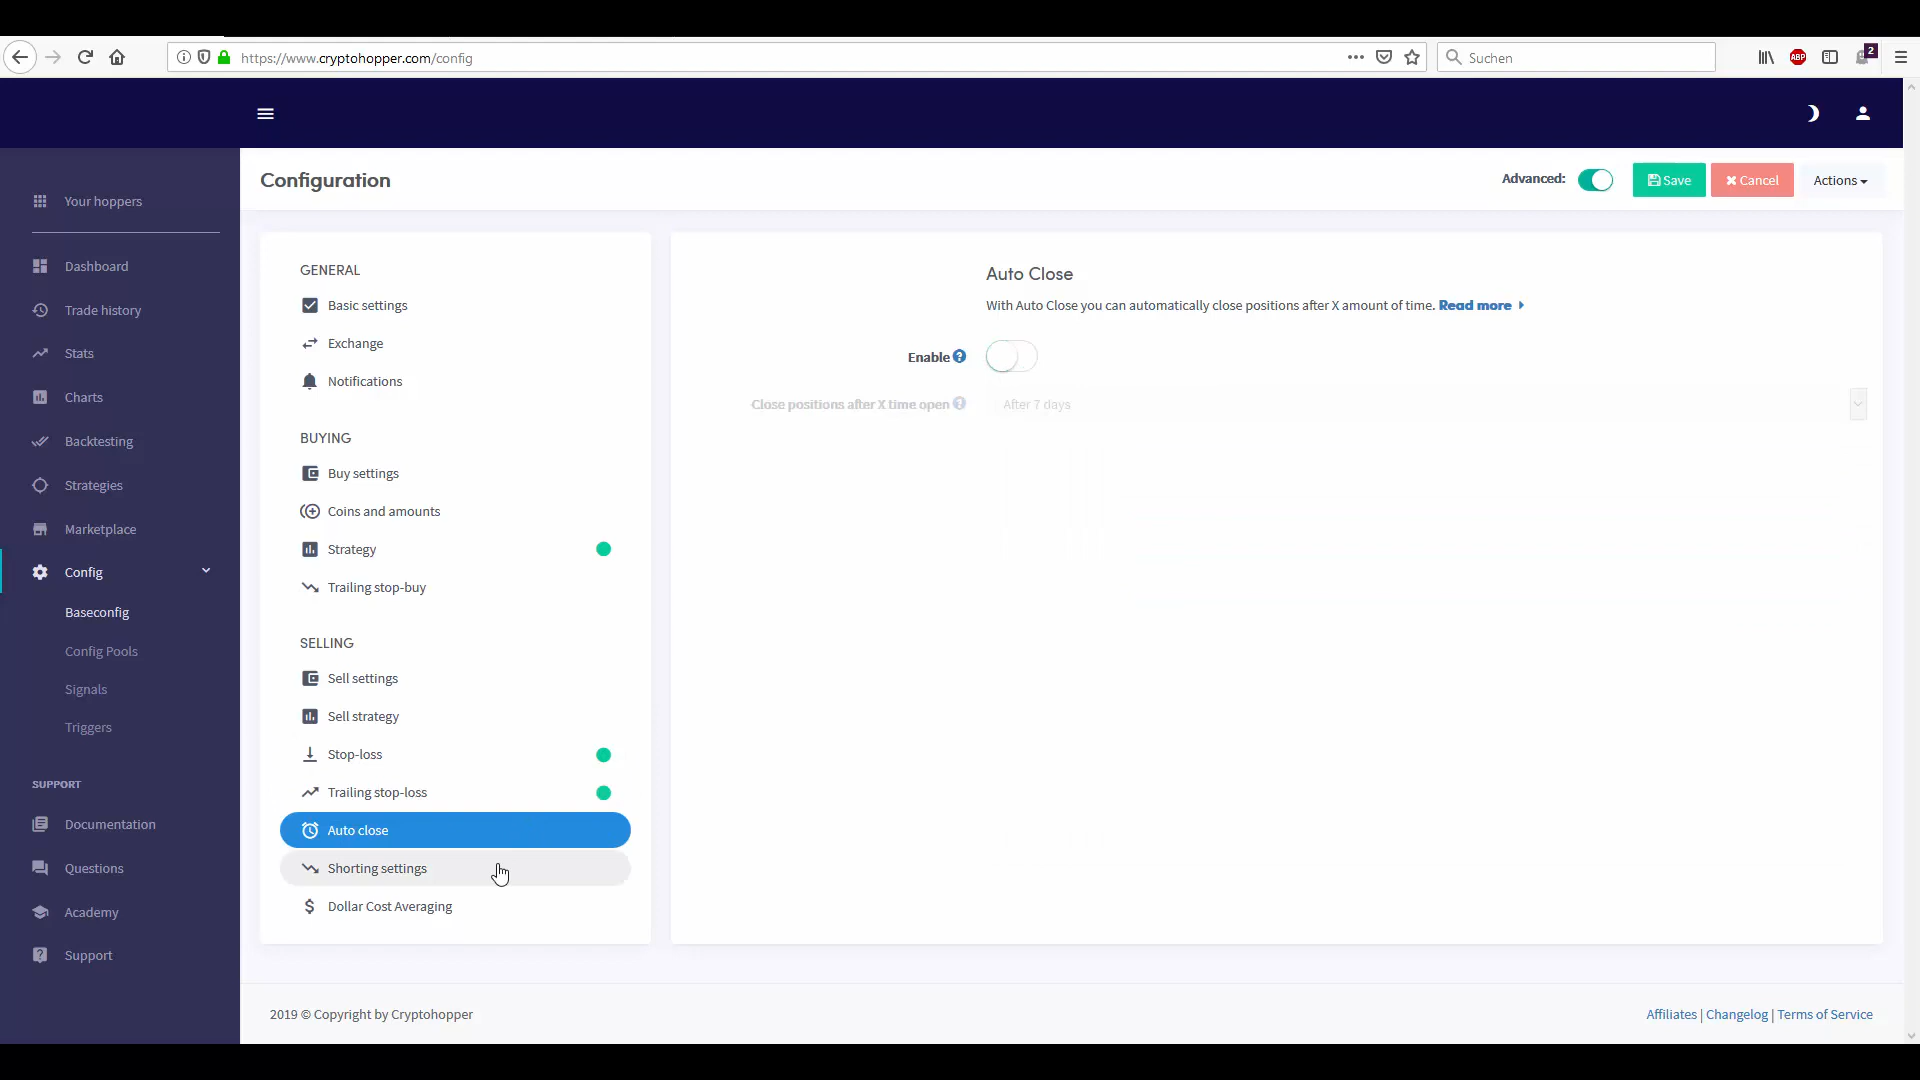 https://www.cryptohopper.com/config
Suchen
ABP
2
Configuration
Advanced:
Save
Cancel
Actions
Your hoppers
Dashboard
Trade history
Stats
Charts
Backtesting
Strategies
Marketplace
Config
Baseconfig
Config Pools
Signals
Triggers
SUPPORT
Documentation
Questions
Academy
Support
GENERAL
Basic settings
Exchange
Notifications
BUYING
Buy settings
Coins and amounts
Strategy
Trailing stop-buy
SELLING
Sell settings
Sell strategy
Stop-loss
Trailing stop-loss
Auto close
Shorting settings
Dollar Cost Averaging
Auto Close
With Auto Close you can automatically close positions after X amount of time. Read more
Enable
Close positions after X time open
After 7 days
2019 © Copyright by Cryptohopper
Affiliates | Changelog | Terms of Service